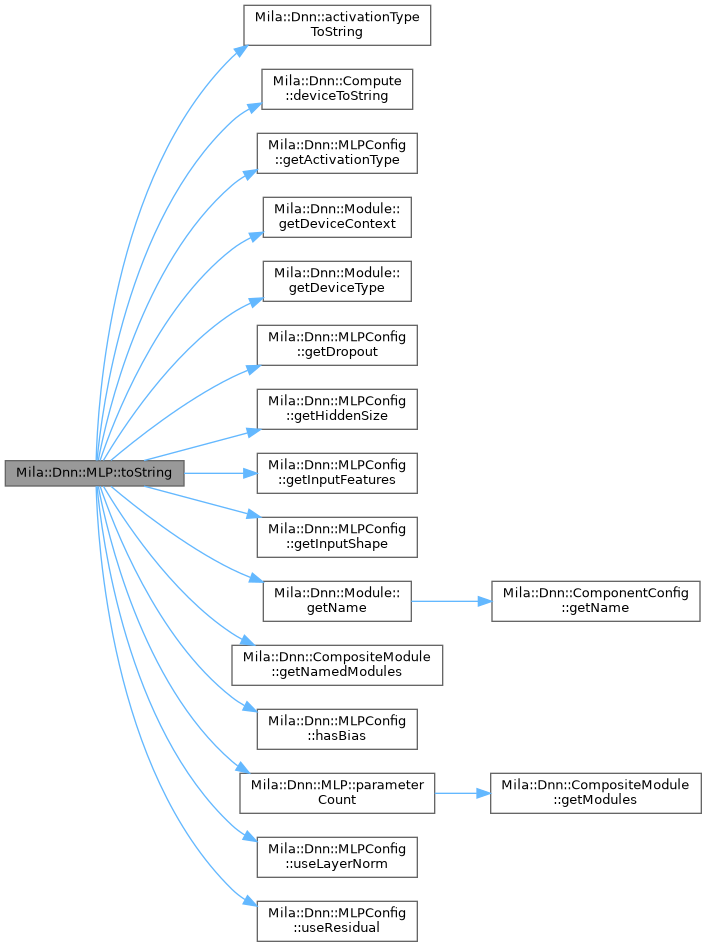 Mila::Dnn::activationType
ToString
Mila::Dnn::Compute
::deviceToString
Mila::Dnn::MLPConfig
::getActivationType
Mila::Dnn::Module::
getDeviceContext
Mila::Dnn::Module::
getDeviceType
Mila::Dnn::MLPConfig
::getDropout
Mila::Dnn::MLPConfig
::getHiddenSize
Mila::Dnn::MLP::toString
Mila::Dnn::MLPConfig
::getInputFeatures
Mila::Dnn::MLPConfig
::getInputShape
Mila::Dnn::Module::
getName
Mila::Dnn::ComponentConfig
::getName
Mila::Dnn::CompositeModule
::getNamedModules
Mila::Dnn::MLPConfig
::hasBias
Mila::Dnn::MLP::parameter
Count
Mila::Dnn::CompositeModule
::getModules
Mila::Dnn::MLPConfig
::useLayerNorm
Mila::Dnn::MLPConfig
::useResidual